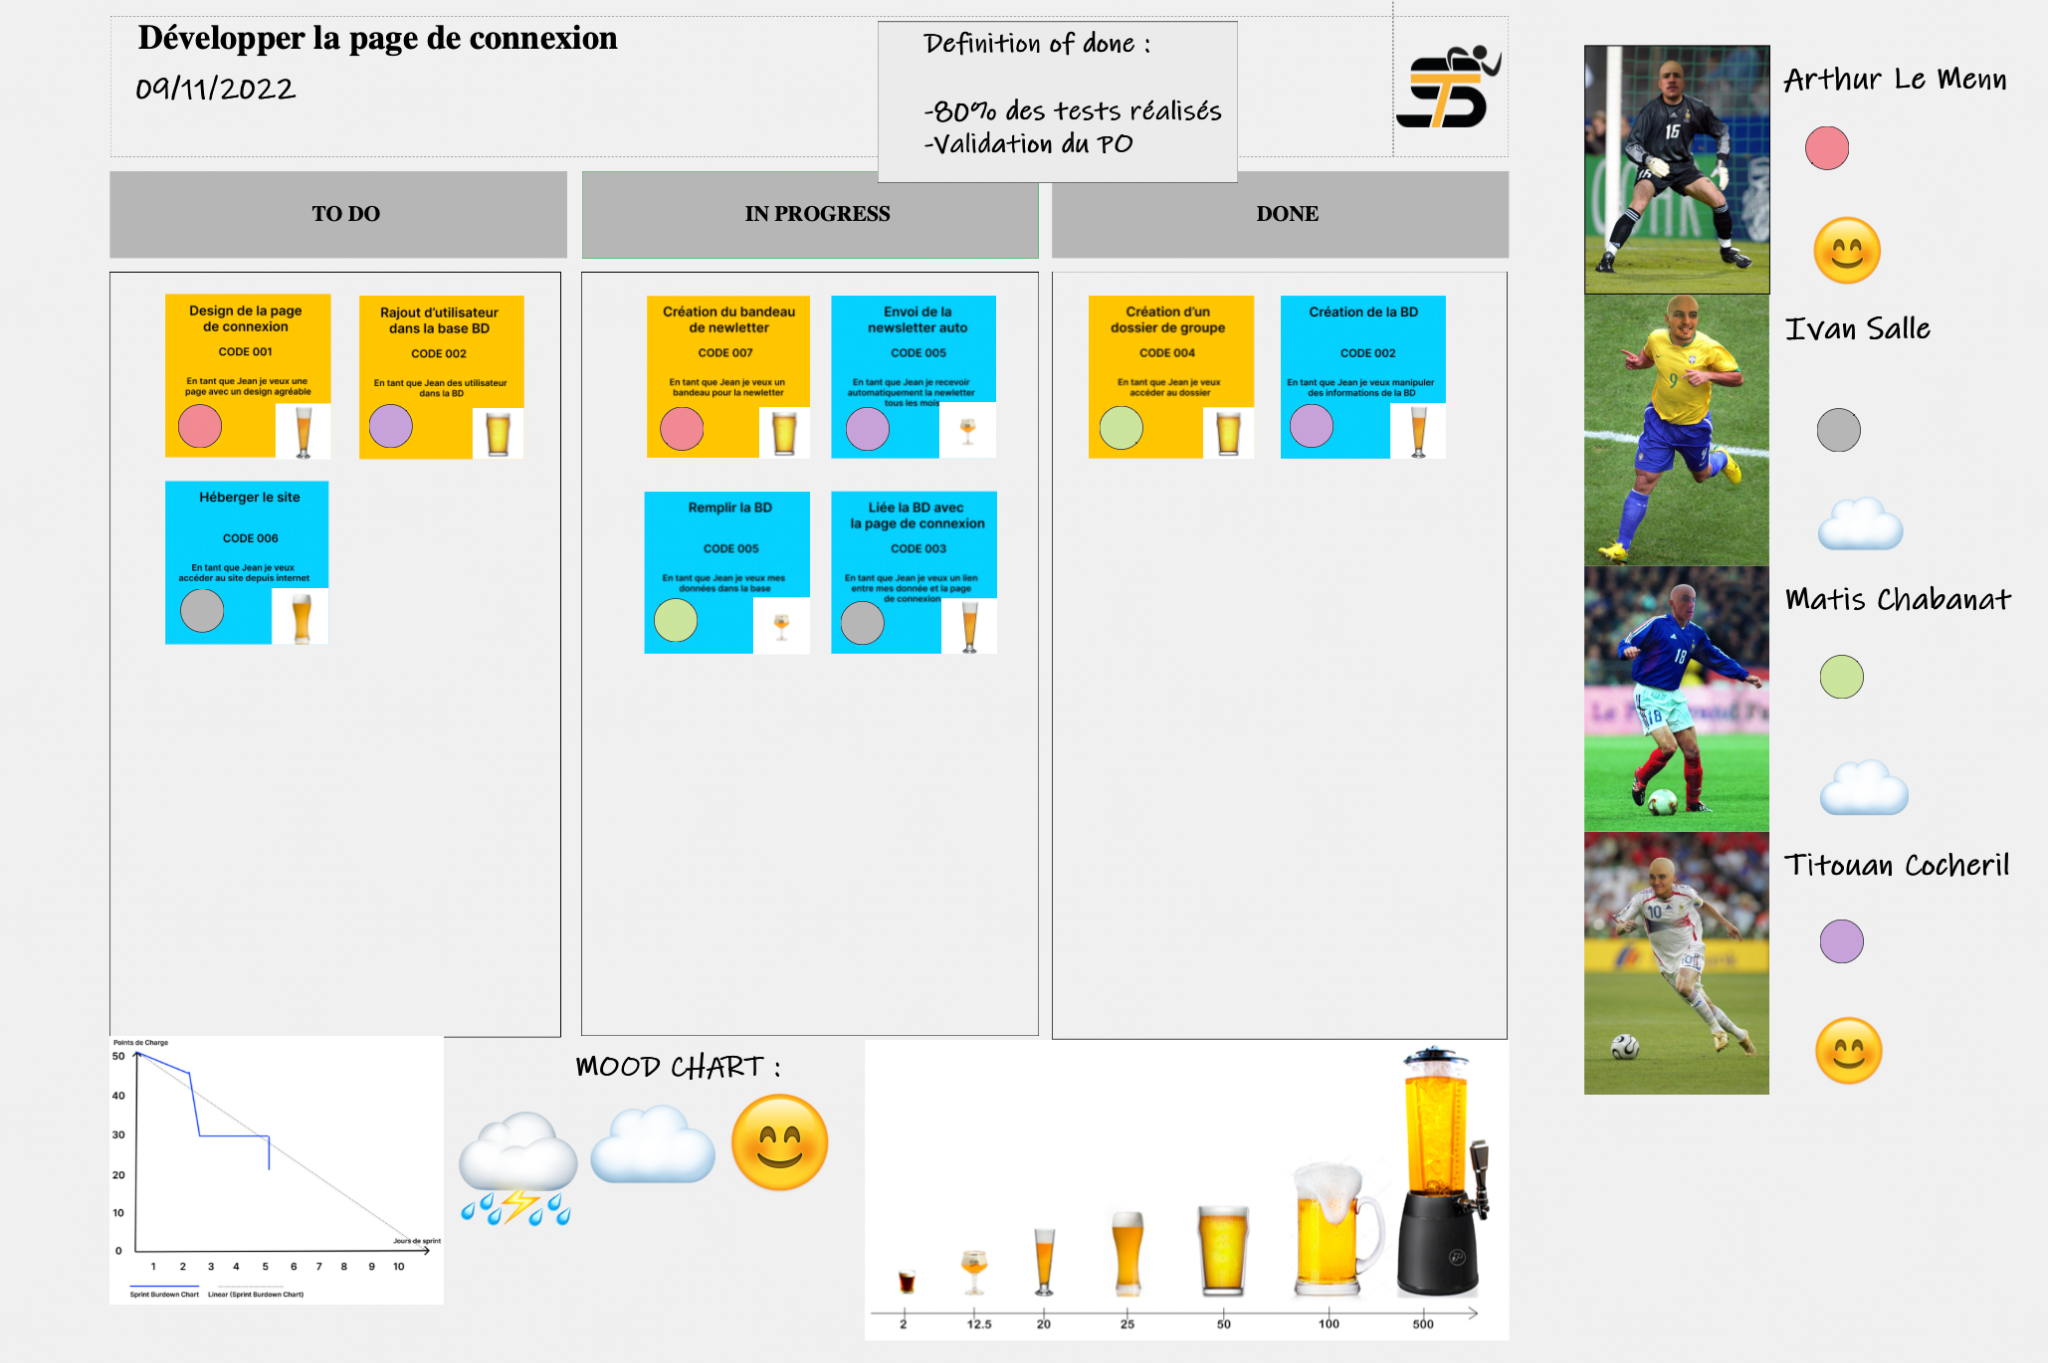 Développer la page de connexion
09/11/2022
Definition of done :
-80% des tests réalisés
-Validation du PO
TO DO
IN PROGRESS
DONE
Design de la page
de connexion
CODE 001
En tant que Jean je veux une
page avec un design agréable
Rajout d'utilisateur
dans la base BD
CODE 002
En tant que Jean des utilisateur
dans la BD
Héberger le site
CODE 006
En tant que Jean je veux
accéder au site depuis internet
Création du bandeau
de newletter
CODE 007
En tant que Jean je veux un
bandeau pour la newletter
Envoi de la
newsletter auto
CODE 005
En tant que Jean je recevoir
automatiquement la newletter
tous les mois
Remplir la BD
CODE 005
En tant que Jean je veux mes
données dans la base
Liée la BD avec
la page de connexion
CODE 003
En tant que Jean je veux un lien
entre mes donnée et la page
de connexion
Création d'un
dossier de groupe
CODE 004
En tant que Jean je veux
accéder au dossier
Création de la BD
CODE 002
En tant que Jean je veux manipuler
des informations de la BD
Arthur Le Menn
16
Ivan Salle
9
Matis Chabanat
18
18
Titouan Cocheril
10
Points de Charge
50
40
30
20
10
0
1 2 3 4 5 6 7 8 9 10
Jours de sprint
Sprint Burdown Chart
Linear (Sprint Burdown Chart)
MOOD CHART :
2 12.5 20 25 50 100 500